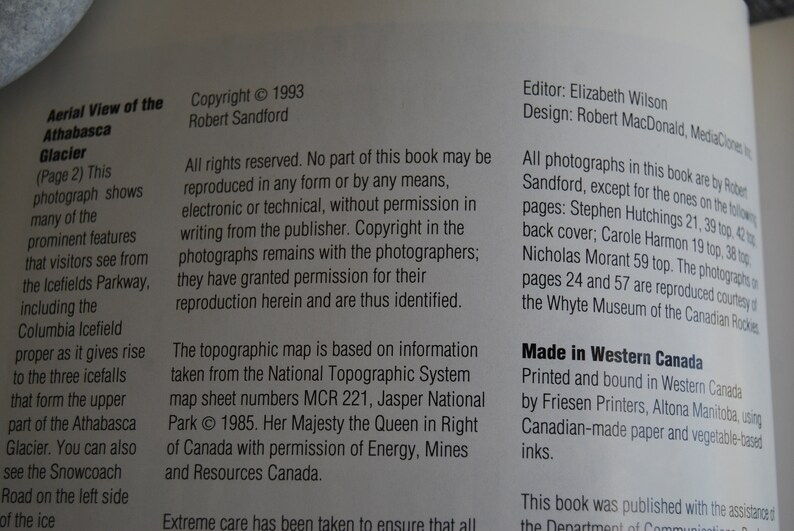 Aerial View of the
Athabasca
Glacier
(Page 2) This
photograph shows
many of the
prominent features
that visitors see from
the Icefields Parkway,
including the
Columbia Icefield
proper as it gives rise
to the three icefalls
that form the upper
part of the Athabasca
Glacier. You can also
see the Snowcoach
Road on the left side
of the ice
Copyright © 1993
Robert Sandford
All rights reserved. No part of this book may be
reproduced in any form or by any means,
electronic or technical, without permission in
writing from the publisher. Copyright in the
photographs remains with the photographers;
they have granted permission for their
reproduction herein and are thus identified.
The topographic map is based on information
taken from the National Topographic System
map sheet numbers MCR 221, Jasper National
Park © 1985. Her Majesty the Queen in Right
of Canada with permission of Energy, Mines
and Resources Canada.
Extreme care has been taken to ensure that all
Editor: Elizabeth Wilson
Design: Robert MacDonald, MediaClones Inc.
All photographs in this book are by Robert
Sandford, except for the ones on the following
pages: Stephen Hutchings 21, 39 top, 42 top,
back cover; Carole Harmon 19 top, 38 top;
Nicholas Morant 59 top. The photographs on
pages 24 and 57 are reproduced courtesy of
the Whyte Museum of the Canadian Rockies.
Made in Western Canada
Printed and bound in Western Canada
by Friesen Printers, Altona Manitoba, using
Canadian-made paper and vegetable-based
inks.
This book was published with the assistance of
the Department of Communications